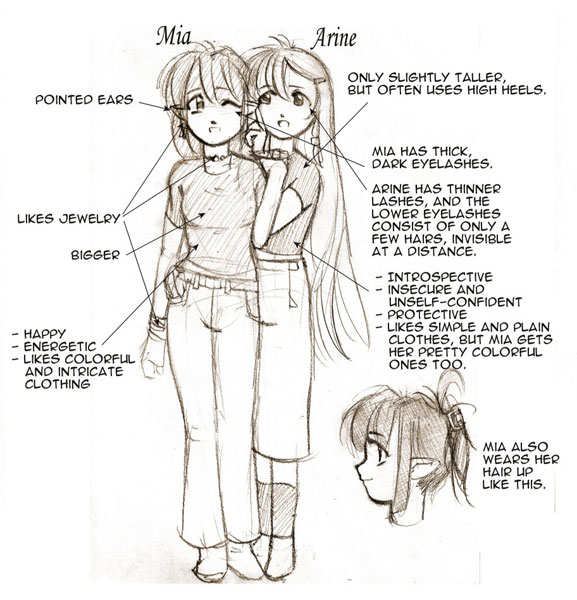 Mia
Arine
POINTED EARS
LIKES JEWELRY
BIGGER
- HAPPY
- ENERGETIC
- LIKES COLORFUL
AND INTRICATE
CLOTHING
ONLY SLIGHTLY TALLER,
BUT OFTEN USES HIGH HEELS.
MIA HAS THICK,
DARK EYELASHES.
ARINE HAS THINNER
LASHES, AND THE
LOWER EYELASHES
CONSIST OF ONLY A
FEW HAIRS, INVISIBLE
AT A DISTANCE.
- INTROSPECTIVE
- INSECURE AND
UNSELF-CONFIDENT
- PROTECTIVE
- LIKES SIMPLE AND PLAIN
CLOTHES, BUT MIA GETS
HER PRETTY COLORFUL
ONES TOO.
MIA ALSO
WEARS HER
HAIR UP
LIKE THIS.